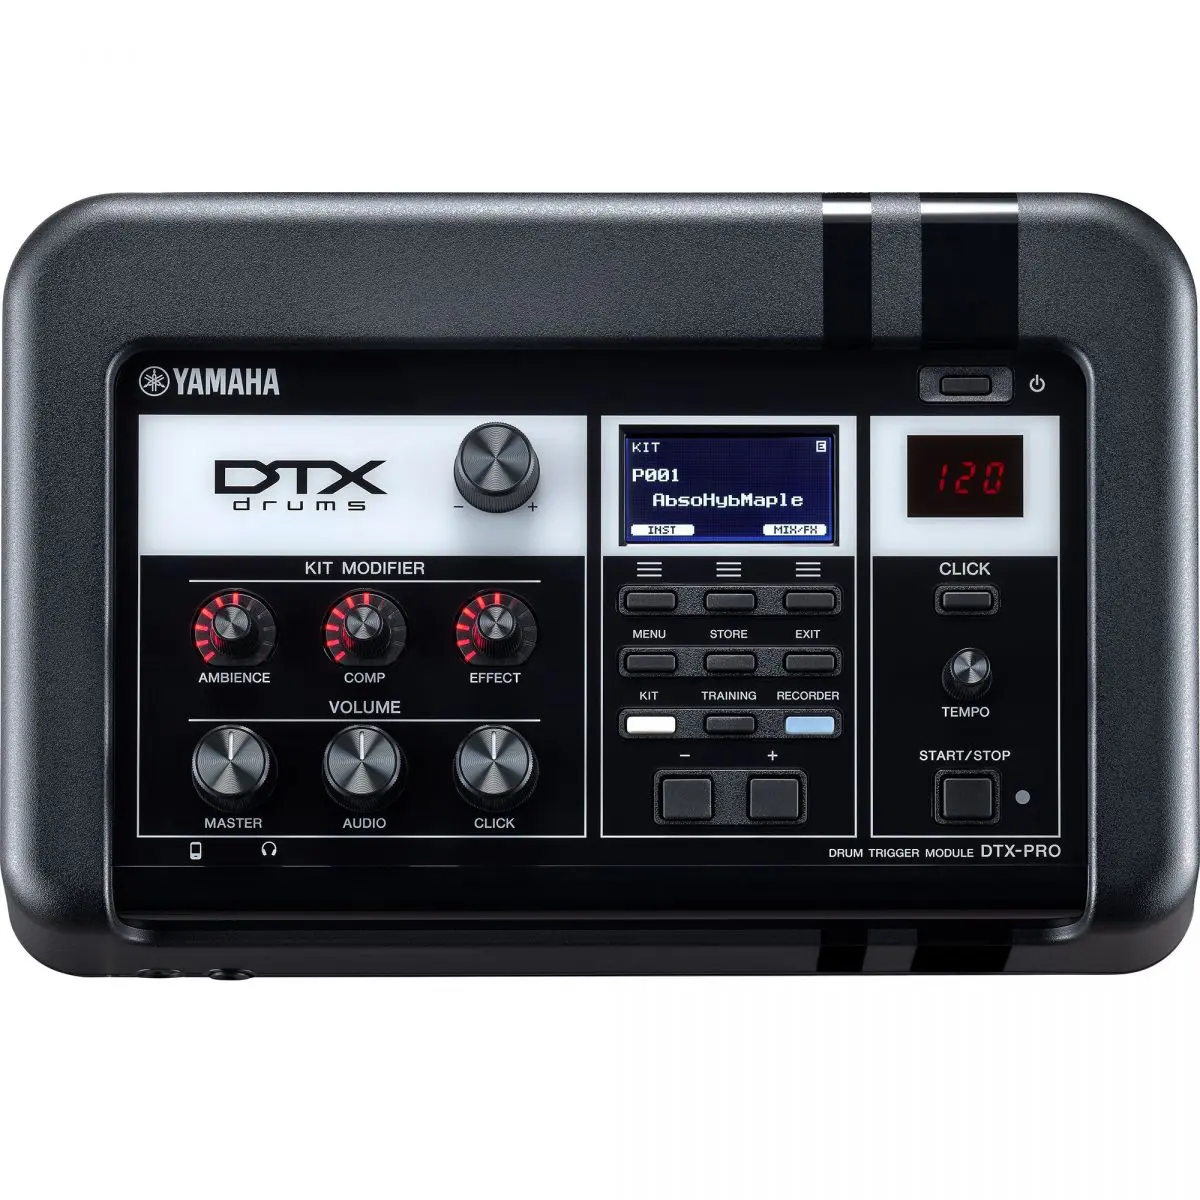 YAMAHA
DTX
drums
- +
KIT MODIFIER
AMBIENCE COMP EFFECT
VOLUME
MASTER AUDIO CLICK
KIT E
P001
AbsoHybMaple
INST MIX/FX
MENU STORE EXIT
KIT TRAINING RECORDER
- +
120
CLICK
TEMPO
START/STOP
DRUM TRIGGER MODULE DTX-PRO